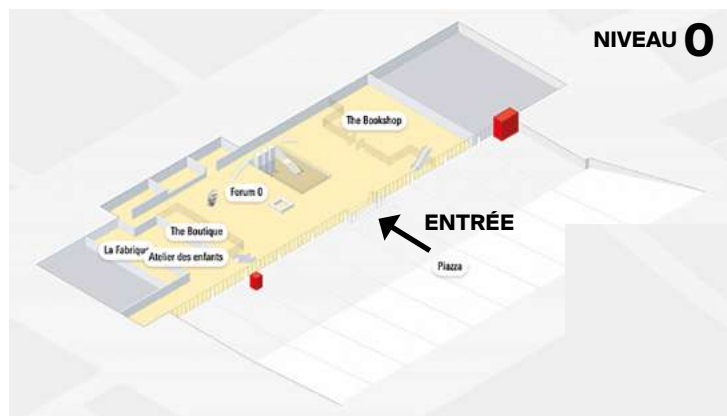 NIVEAU 0
The Bookshop
Forum 0
The Boutique
La Fabrique
Atelier des enfants
ENTRÉE
Piazza